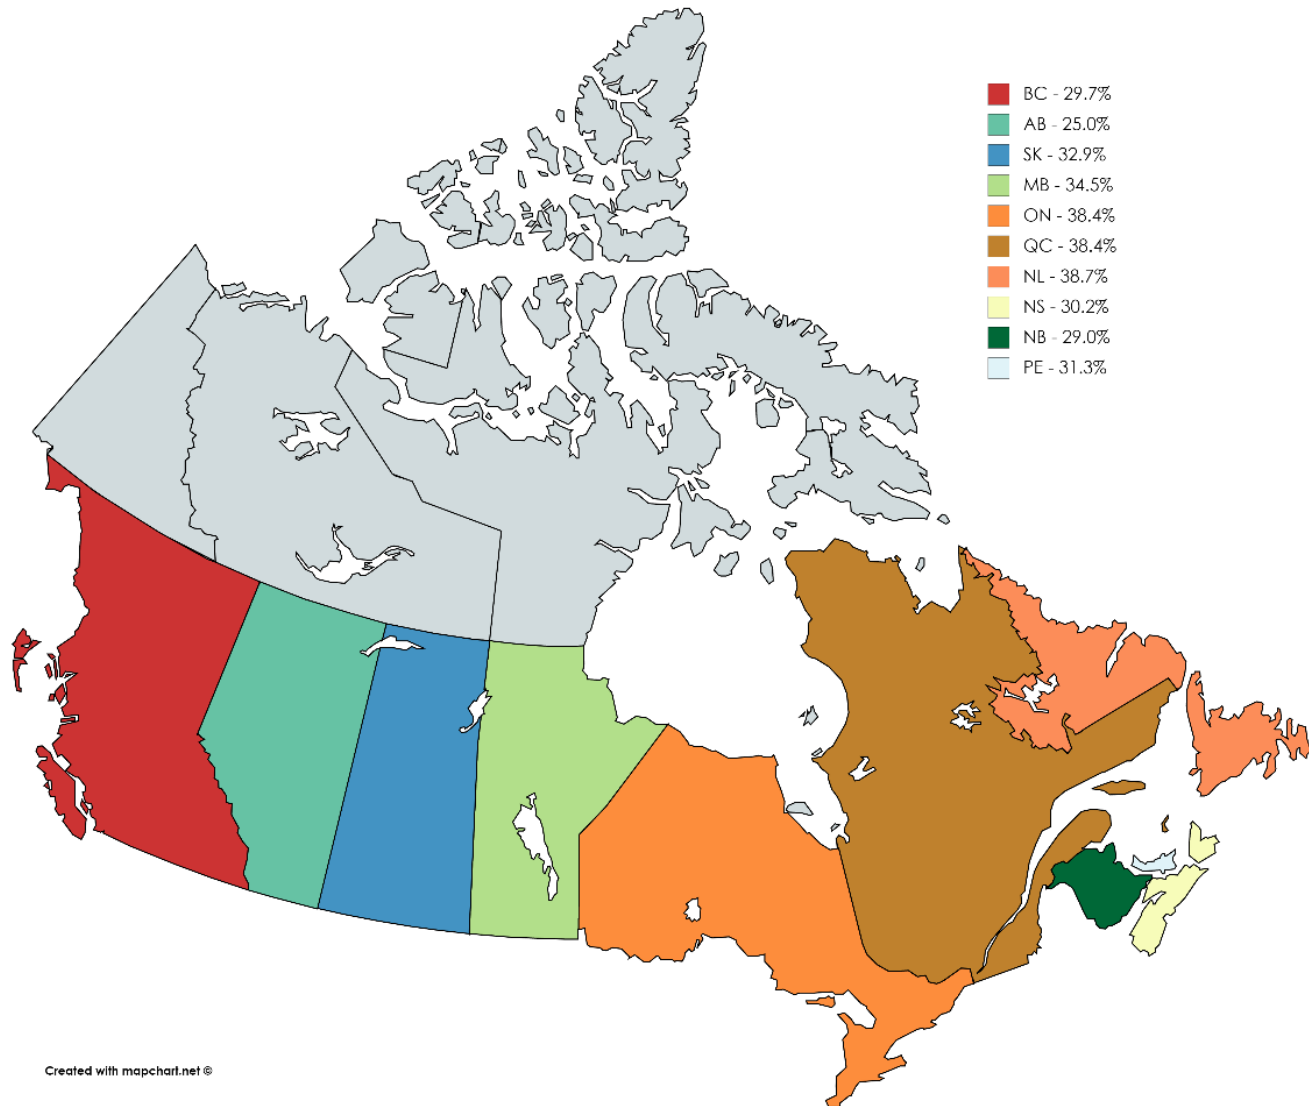 BC - 29.7%
AB - 25.0%
SK - 32.9%
MB - 34.5%
ON - 38.4%
QC - 38.4%
NL - 38.7%
NS - 30.2%
NB - 29.0%
PE - 31.3%
Created with mapchart.net ©